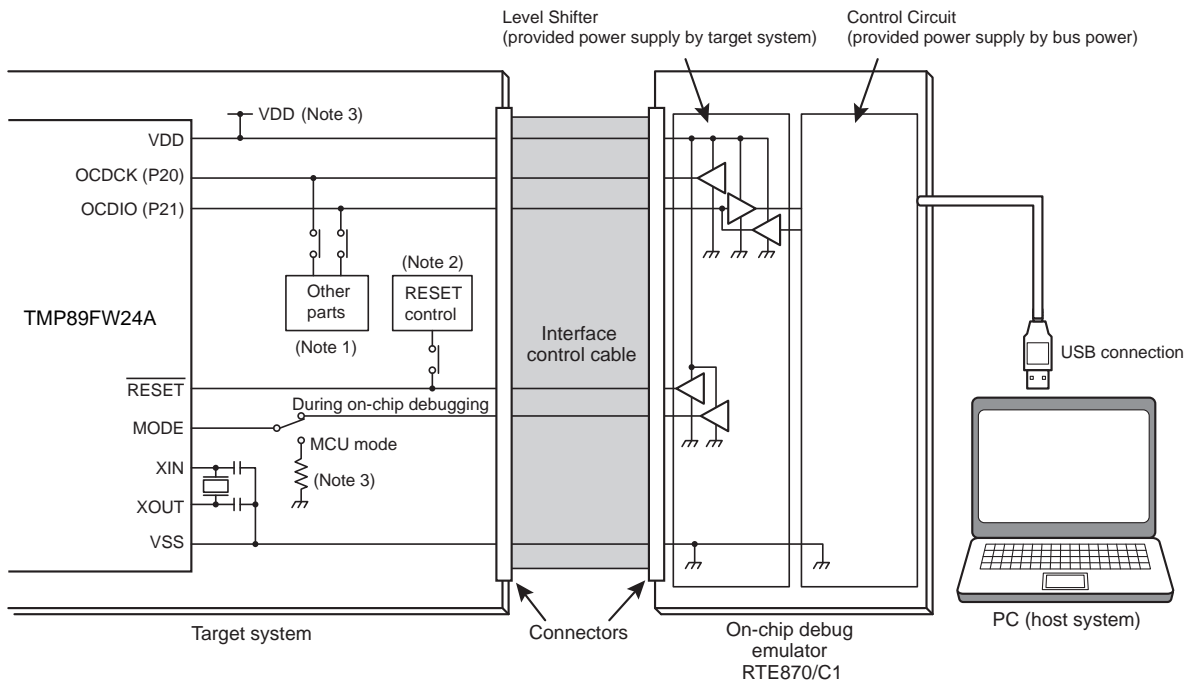 Level Shifter
(provided power supply by target system)
Control Circuit
(provided power supply by bus power)
VDD (Note 3)
VDD
OCDCK (P20)
OCDIO (P21)
(Note 2)
Other
parts
RESET
control
TMP89FW24A
(Note 1)
Interface
control cable
USB connection
RESET
During on-chip debugging
MODE
MCU mode
XIN
(Note 3)
XOUT
VSS
Target system
Connectors
On-chip debug
emulator
RTE870/C1
PC (host system)